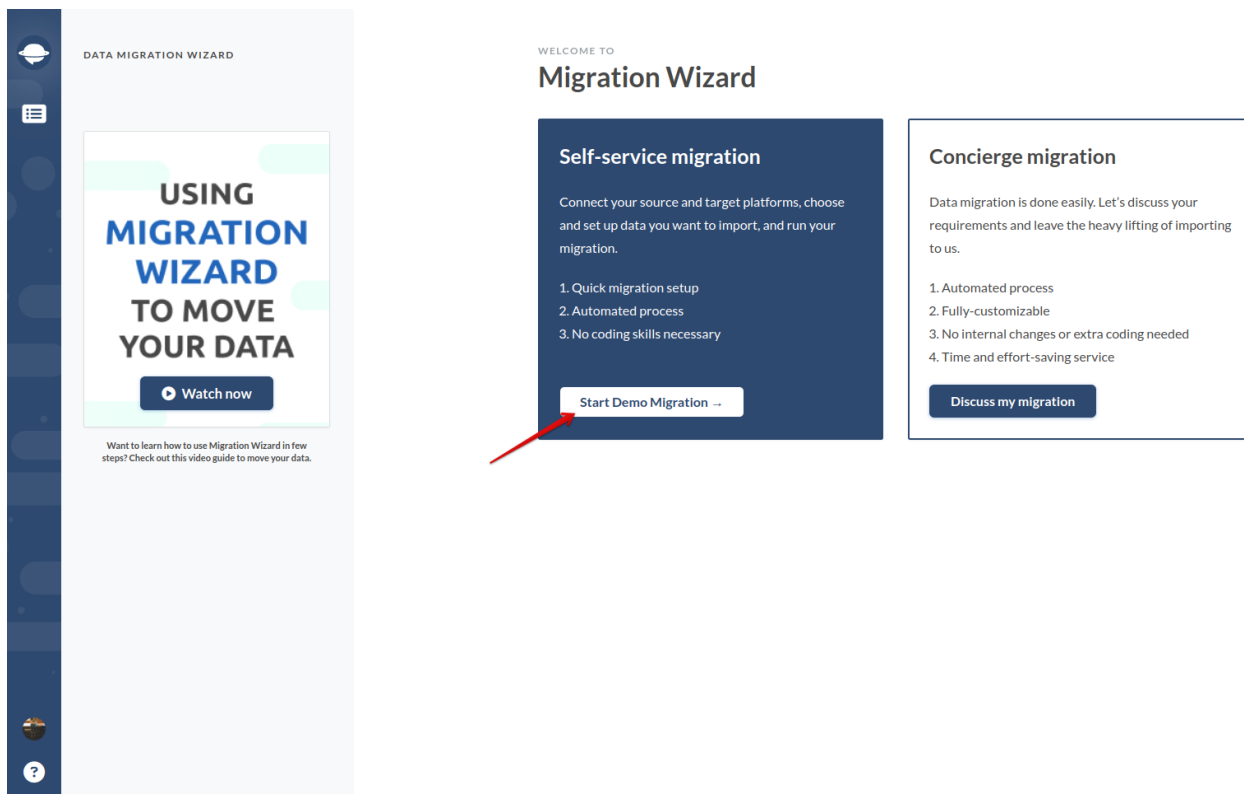 DATA MIGRATION WIZARD
USING
MIGRATION
WIZARD
TO MOVE
YOUR DATA
Watch now
Want to learn how to use Migration Wizard in few
steps? Check out this video guide to move your data.
WELCOME TO
Migration Wizard
Self-service migration
Connect your source and target platforms, choose
and set up data you want to import, and run your
migration.
1. Quick migration setup
2. Automated process
3. No coding skills necessary
Start Demo Migration →
Concierge migration
Data migration is done easily. Let’s discuss your
requirements and leave the heavy lifting of importing
to us.
1. Automated process
2. Fully-customizable
3. No internal changes or extra coding needed
4. Time and effort-saving service
Discuss my migration
?